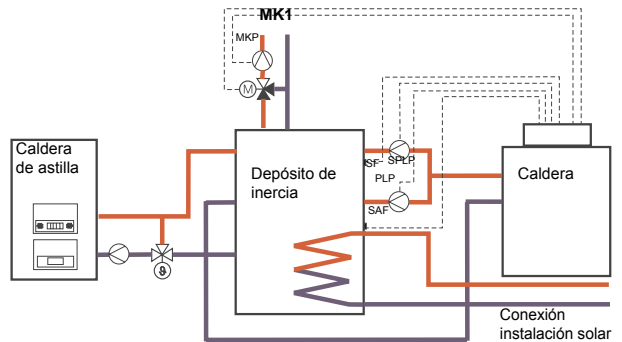 MK1
MKP
M
Caldera
de astilla
Depósito de
inercia
SF
SPLP
PLP
SAF
Caldera
ϑ
Conexión
instalación solar